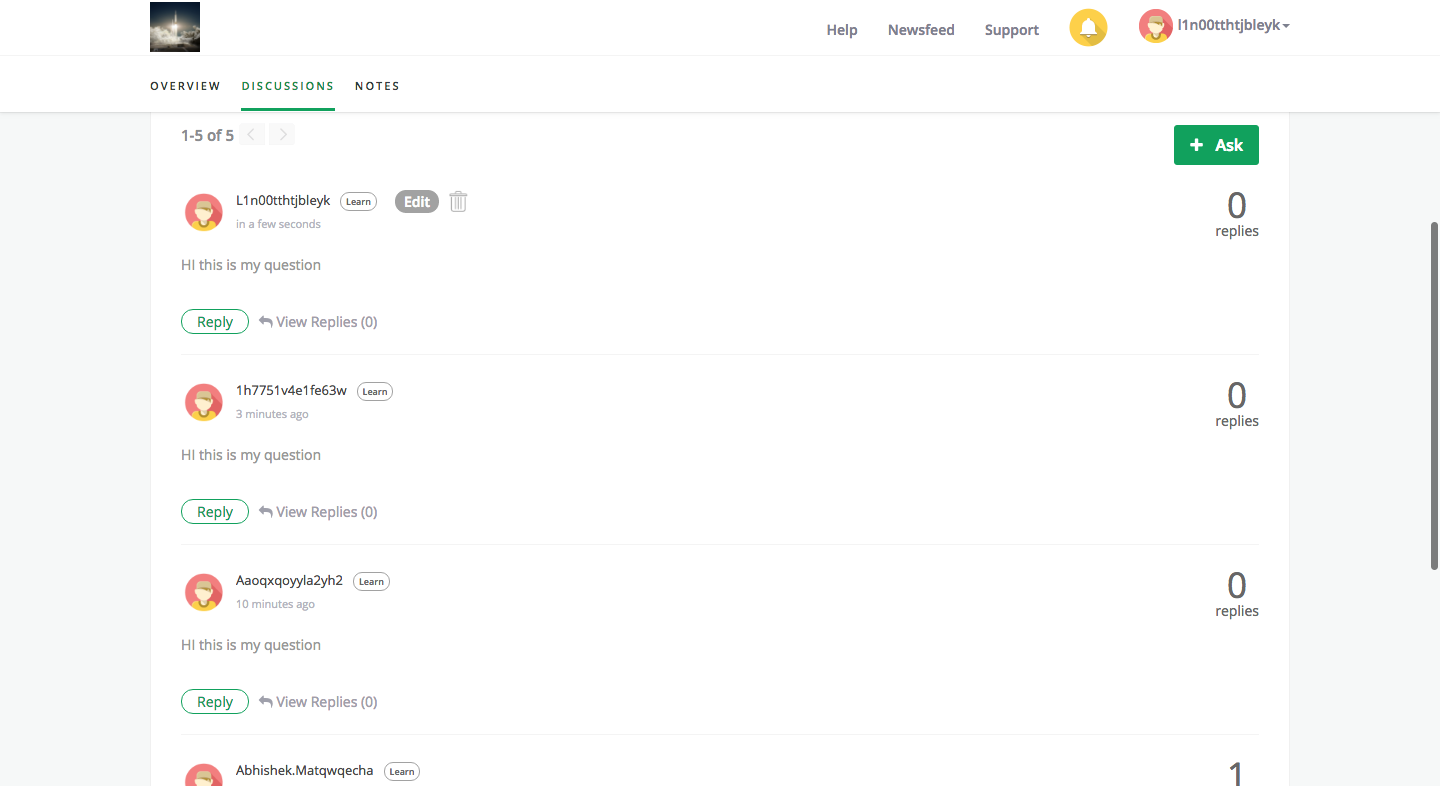 Help Newsfeed Support l1n00tthtjbleyk
OVERVIEW DISCUSSIONS NOTES
1-5 of 5
Ask
L1n00tthtjbleyk Learn Edit
in a few seconds
0
replies
HI this is my question
Reply View Replies (0)
1h7751v4e1fe63w Learn
3 minutes ago
0
replies
HI this is my question
Reply View Replies (0)
Aaoqxqoyyla2yh2 Learn
10 minutes ago
0
replies
HI this is my question
Reply View Replies (0)
Abhishek.Matqwqecha Learn
1